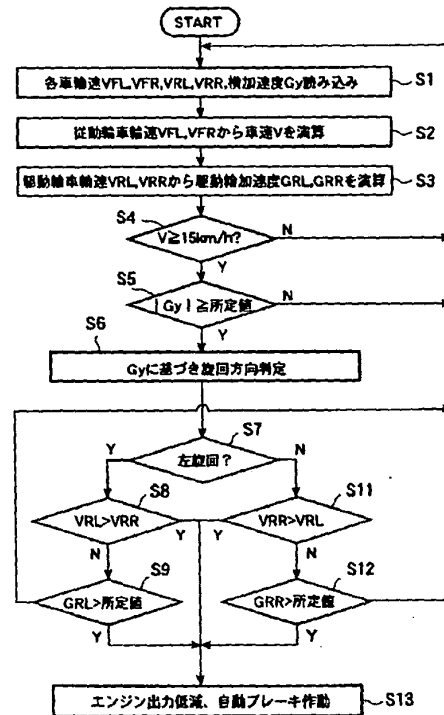 START
各車輪速VFL,VFR,VRL,VRR,横加速度Gy読み込み
S1
従動輪車輪速VFL,VFRから車速Vを演算
S2
駆動輪車輪速VRL,VRRから駆動輪加速度GRL,GRRを演算
S3
S4
V≧15km/h?
N
Y
S5
|Gy|≧所定値
N
Y
S6
Gyに基づき旋回方向判定
S7
Y
左旋回?
N
S8
VRL>VRR
Y
N
S11
VRR>VRL
Y
N
S9
GRL>所定値
Y
S12
GRR>所定値
Y
エンジン出力低減、自動ブレーキ作動
S13